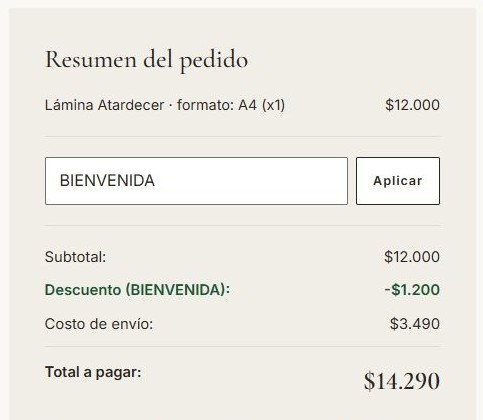 Resumen del pedido
Lámina Atardecer · formato: A4 (x1) $12.000
BIENVENIDA Aplicar
Subtotal: $12.000
Descuento (BIENVENIDA): -$1.200
Costo de envío: $3.490
Total a pagar: $14.290